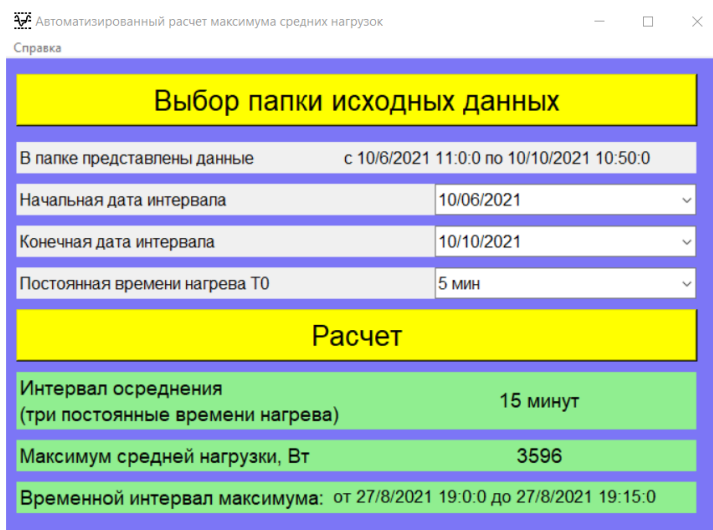 Автоматизированный расчет максимума средних нагрузок
Справка
Выбор папки исходных данных
В папке представлены данные с 10/6/2021 11:0:0 по 10/10/2021 10:50:0
Начальная дата интервала 10/06/2021
Конечная дата интервала 10/10/2021
Постоянная времени нагрева T0 5 мин
Расчет
Интервал осреднения
(три постоянные времени нагрева) 15 минут
Максимум средней нагрузки, Вт 3596
Временной интервал максимума: от 27/8/2021 19:0:0 до 27/8/2021 19:15:0